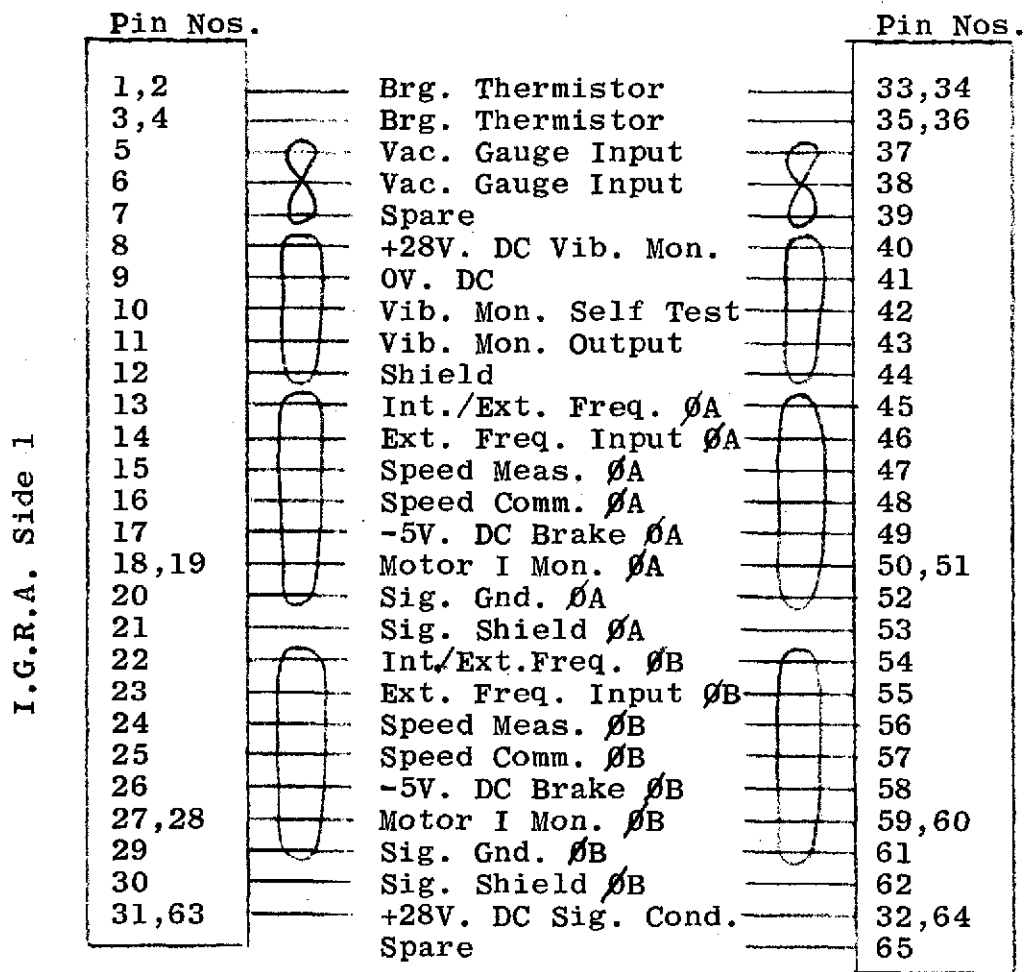 Pin Nos. Pin Nos.
1,2 Brg. Thermistor 33,34
3,4 Brg. Thermistor 35,36
5 Vac. Gauge Input 37
6 Vac. Gauge Input 38
7 Spare 39
8 +28V. DC Vib. Mon. 40
9 0V. DC 41
10 Vib. Mon. Self Test 42
11 Vib. Mon. Output 43
12 Shield 44
13 Int./Ext. Freq. ØA 45
14 Ext. Freq. Input ØA 46
15 Speed Meas. ØA 47
16 Speed Comm. ØA 48
17 -5V. DC Brake ØA 49
18,19 Motor I Mon. ØA 50,51
20 Sig. Gnd. ØA 52
21 Sig. Shield ØA 53
22 Int./Ext.Freq. ØB 54
23 Ext. Freq. Input ØB 55
24 Speed Meas. ØB 56
25 Speed Comm. ØB 57
26 -5V. DC Brake ØB 58
27,28 Motor I Mon. ØB 59,60
29 Sig. Gnd. ØB 61
30 Sig. Shield ØB 62
31,63 +28V. DC Sig. Cond. 32,64
Spare 65
I.G.R.A. Side 1